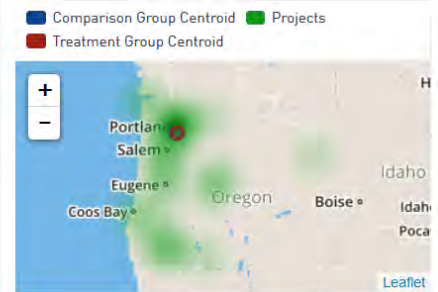 Comparison Group Centroid Projects
Treatment Group Centroid
+
−
H
Portlan
Salem
Idaho
Eugene
Oregon
Boise
Idah
Coos Bay
Poca
Leaflet